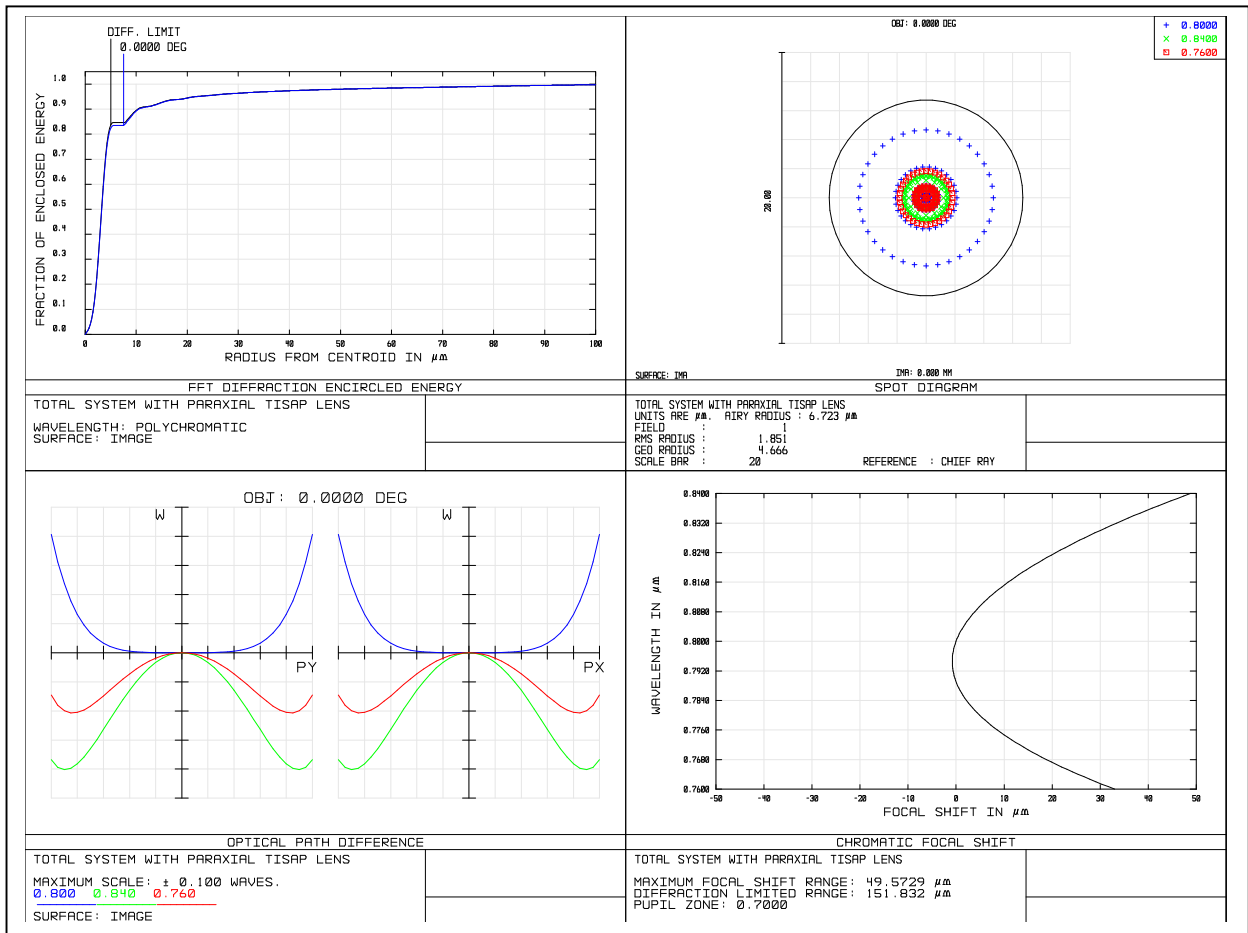 DIFF. LIMIT
0.0000 DEG
1.0
0.9
0.8
0.7
0.6
0.5
0.4
0.3
0.2
0.1
0.0
FRACTION OF ENCLOSED ENERGY
0 10 20 30 40 50 60 70 80 90 100
RADIUS FROM CENTROID IN µm
FFT DIFFRACTION ENCIRCLED ENERGY
TOTAL SYSTEM WITH PARAXIAL TISAP LENS
WAVELENGTH: POLYCHROMATIC
SURFACE: IMAGE
OBJ: 0.0000 DEG
+ 0.8000
× 0.8400
□ 0.7600
20.00
SURFACE: IMA
IMA: 0.000 MM
SPOT DIAGRAM
TOTAL SYSTEM WITH PARAXIAL TISAP LENS
UNITS ARE µm. AIRY RADIUS : 6.723 µm
FIELD : 1
RMS RADIUS : 1.851
GEO RADIUS : 4.666
SCALE BAR : 20 REFERENCE : CHIEF RAY
OBJ: 0.0000 DEG
W
PY
W
PX
OPTICAL PATH DIFFERENCE
TOTAL SYSTEM WITH PARAXIAL TISAP LENS
MAXIMUM SCALE: ± 0.100 WAVES.
0.800 0.840 0.760
SURFACE: IMAGE
0.8400
0.8320
0.8240
0.8160
0.8080
0.8000
0.7920
0.7840
0.7760
0.7680
0.7600
WAVELENGTH IN µm
-50 -40 -30 -20 -10 0 10 20 30 40 50
FOCAL SHIFT IN µm
CHROMATIC FOCAL SHIFT
TOTAL SYSTEM WITH PARAXIAL TISAP LENS
MAXIMUM FOCAL SHIFT RANGE: 49.5729 µm
DIFFRACTION LIMITED RANGE: 151.832 µm
PUPIL ZONE: 0.7000